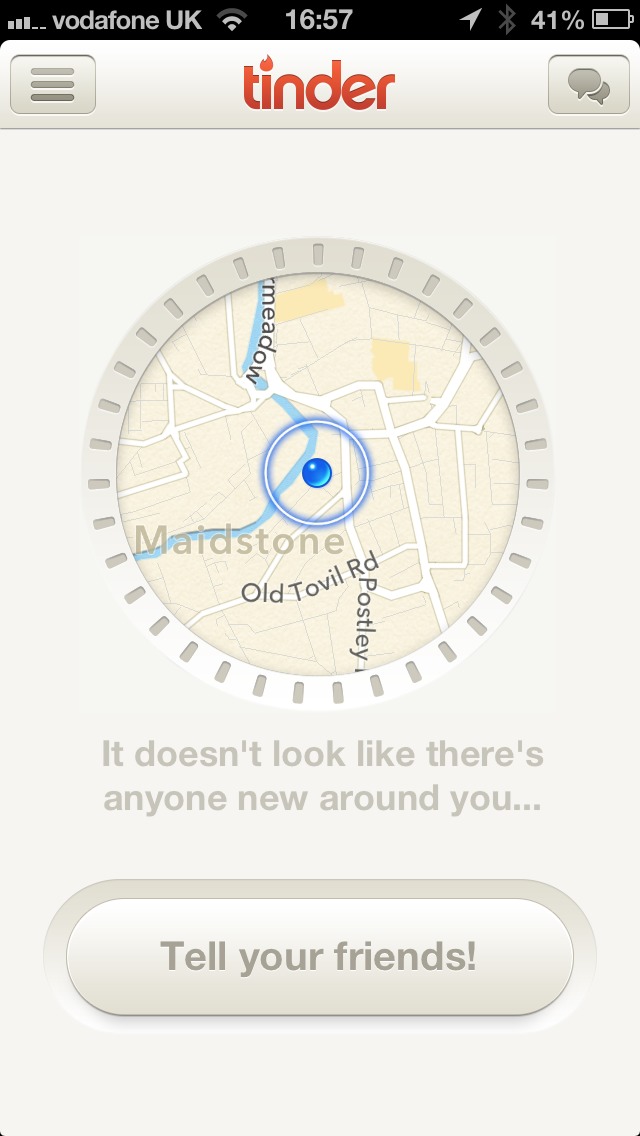 vodafone UK 16:57 41%
tinder
rmeadow
Maidstone
Old Tovil Rd
Postley
It doesn't look like there's
anyone new around you...
Tell your friends!